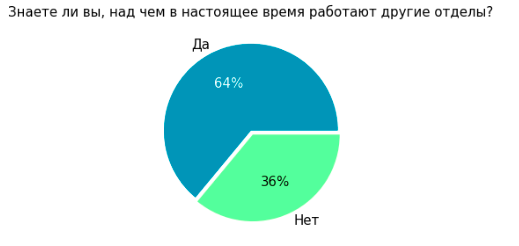 Знаете ли вы, над чем в настоящее время работают другие отделы?
Да
64%
36%
Нет